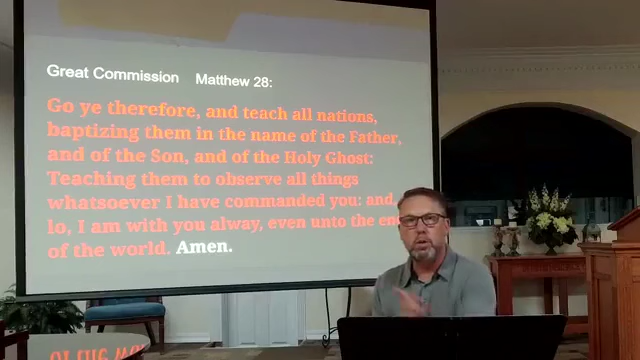 Great Commission Matthew 28:
Go ye therefore, and teach all nations,
baptizing them in the name of the Father,
and of the Son, and of the Holy Ghost:
Teaching them to observe all things
whatsoever I have commanded you: and,
lo, I am with you alway, even unto the end
of the world. Amen.